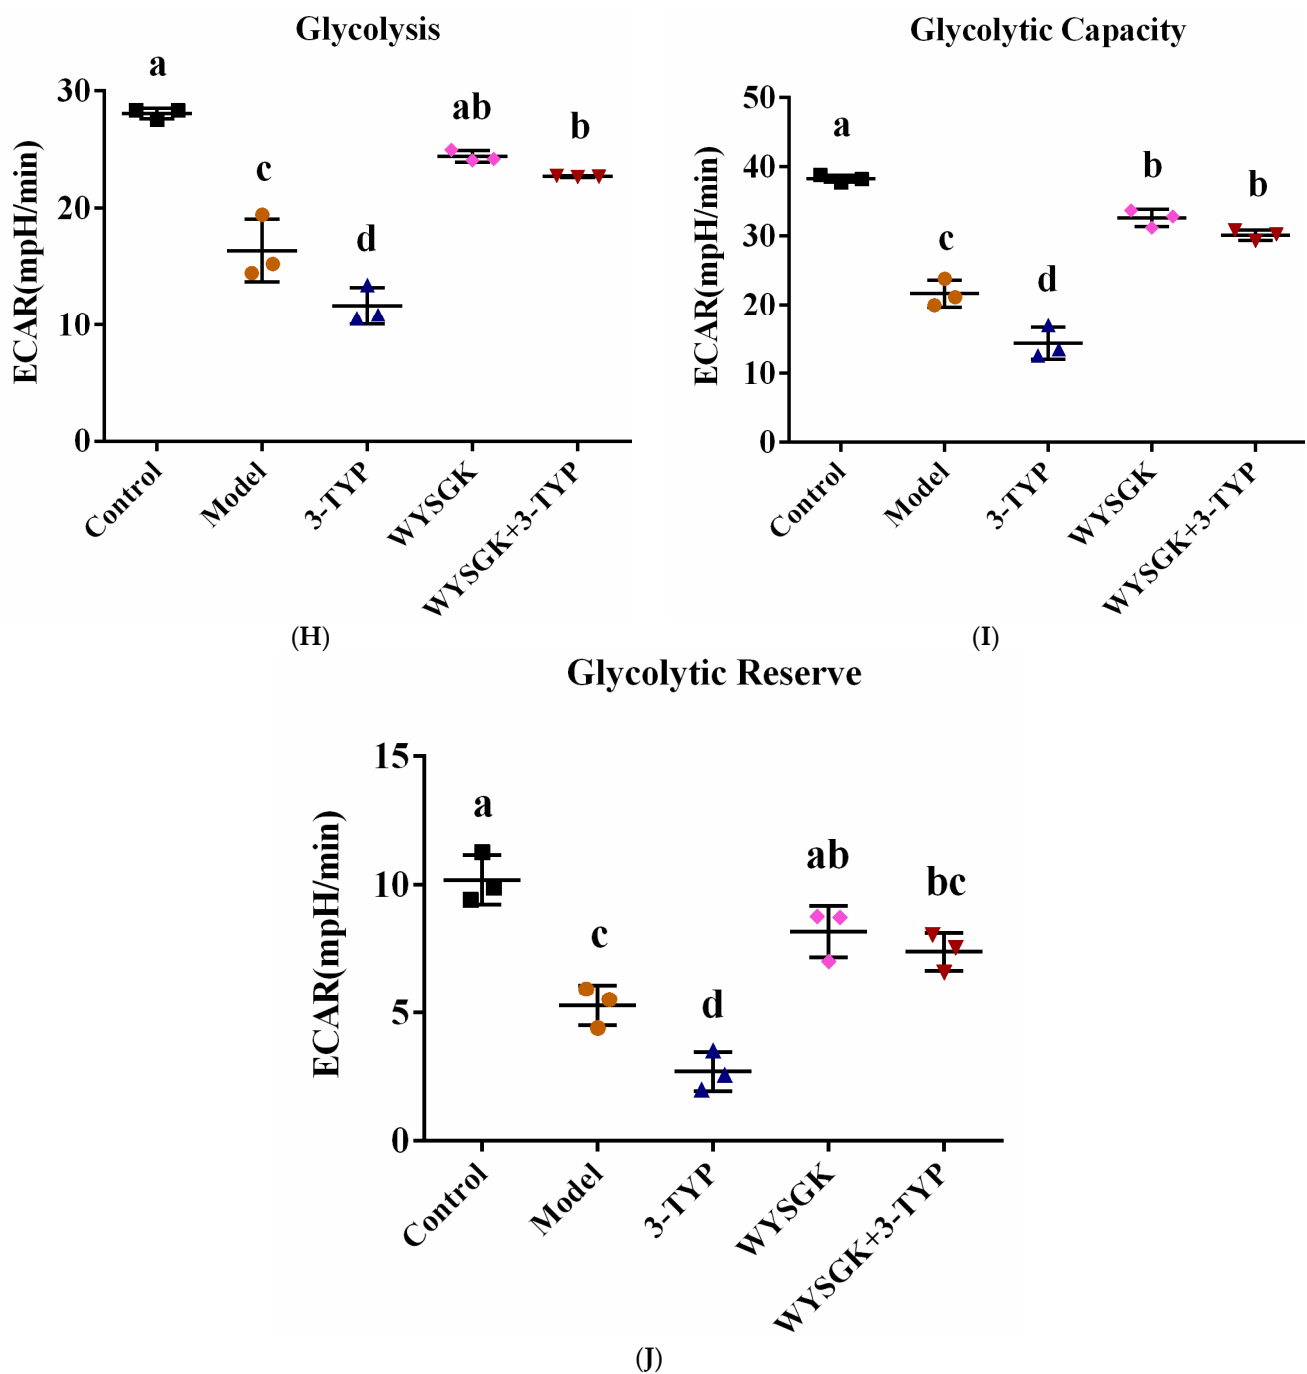 Glycolysis
a
ab
b
c
d
30
20
10
0
ECAR(mpH/min)
Control
Model
3-TYP
WYSGK
WYSGK+3-TYP
(H)
Glycolytic Capacity
a
b
b
c
d
50
40
30
20
10
0
ECAR(mpH/min)
Control
Model
3-TYP
WYSGK
WYSGK+3-TYP
(I)
Glycolytic Reserve
a
ab
bc
c
d
15
10
5
0
ECAR(mpH/min)
Control
Model
3-TYP
WYSGK
WYSGK+3-TYP
(J)